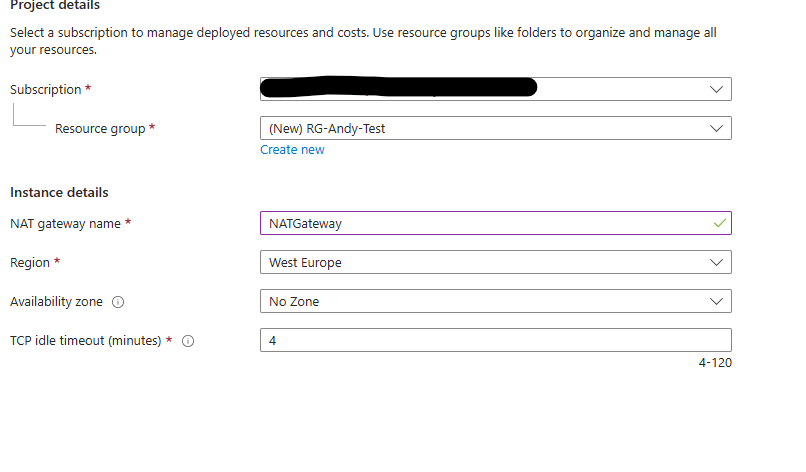 Project details
Select a subscription to manage deployed resources and costs. Use resource groups like folders to organize and manage all
your resources.
Subscription *
Resource group *
(New) RG-Andy-Test
Create new
Instance details
NAT gateway name *
NATGateway
Region *
West Europe
Availability zone
No Zone
TCP idle timeout (minutes) *
4
4-120